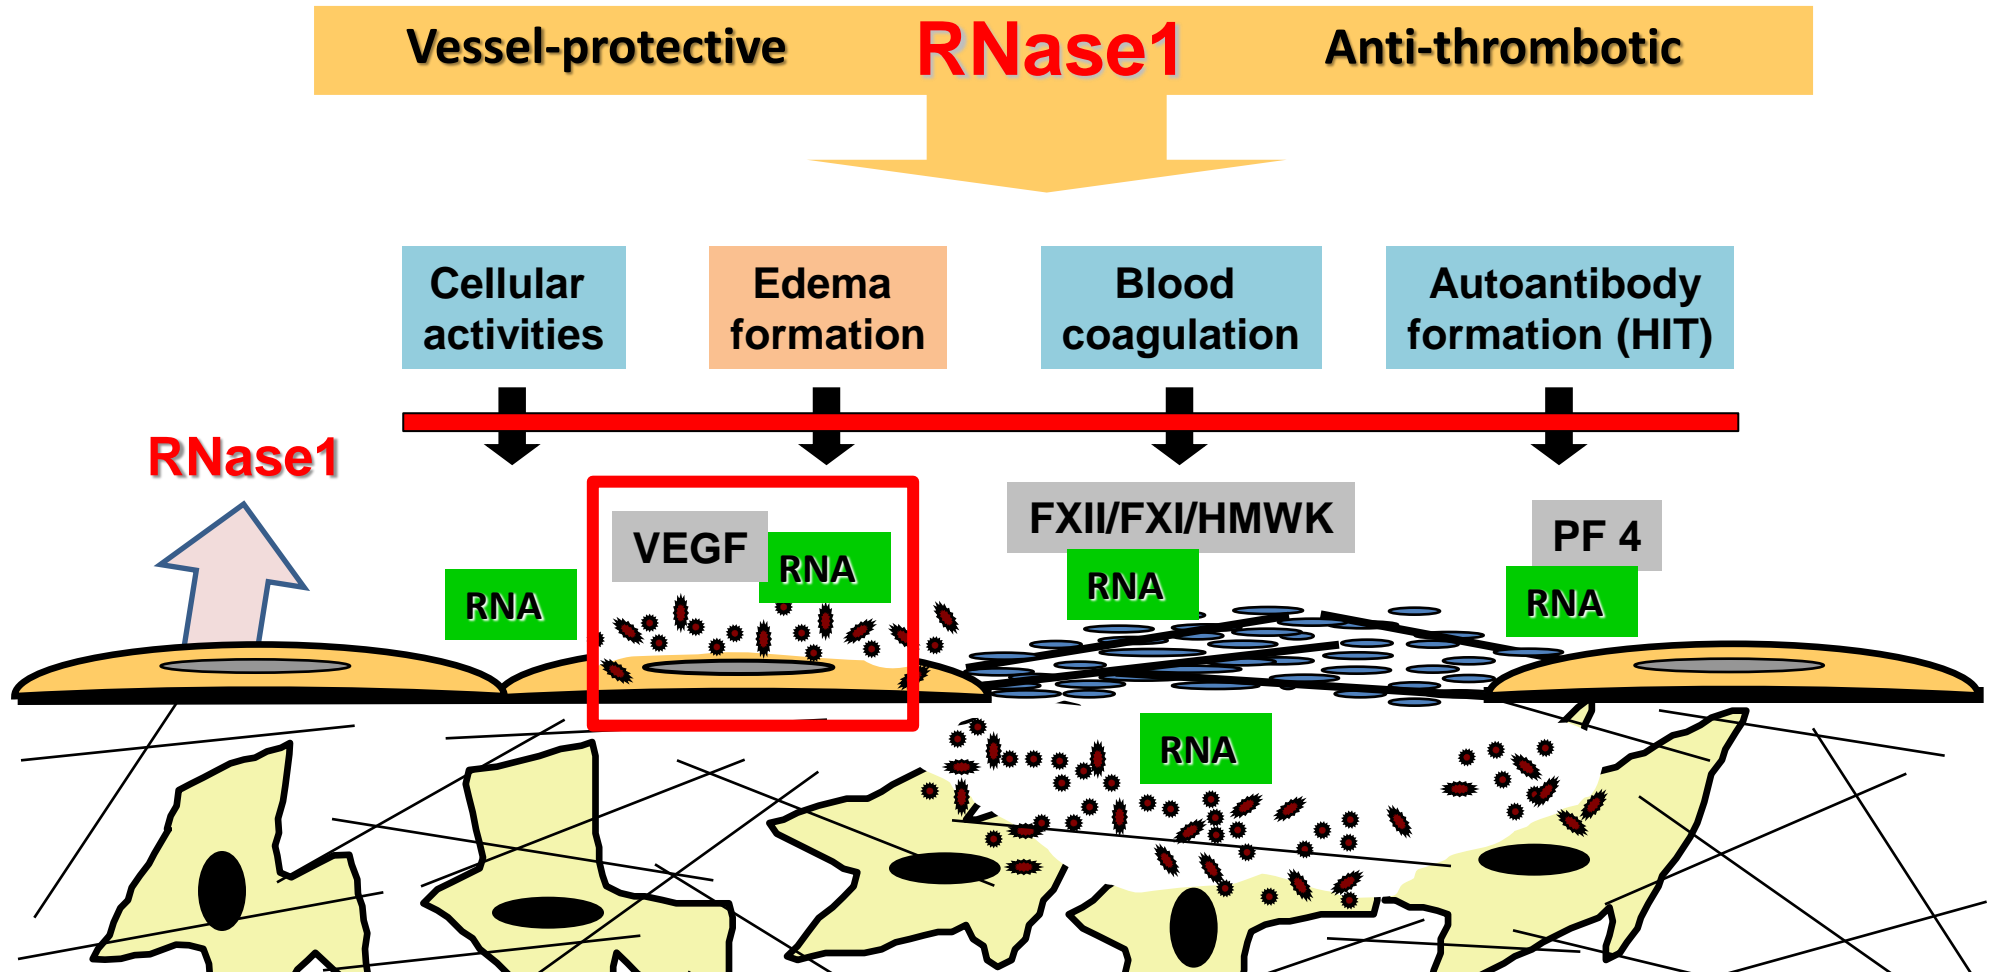 Vessel-protective RNase1 Anti-thrombotic
Cellular
activities
Edema
formation
Blood
coagulation
Autoantibody
formation (HIT)
RNase1
RNA
VEGF
RNA
FXII/FXI/HMWK
RNA
PF 4
RNA
RNA